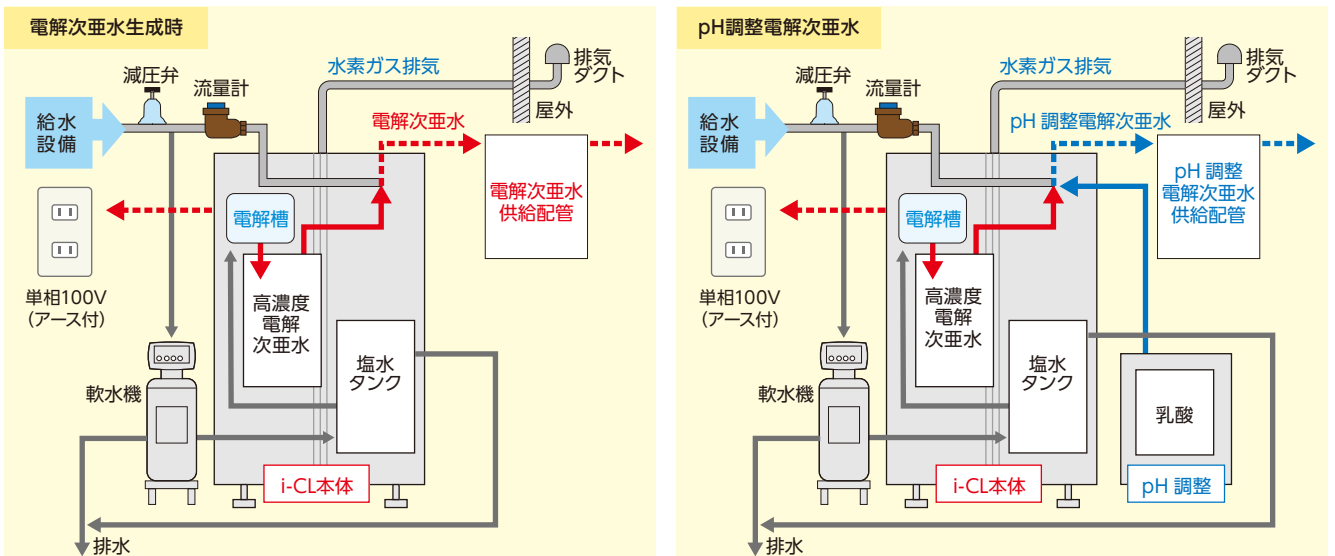 電解次亜水生成時
減圧弁
流量計
水素ガス排気
排気
ダクト
屋外
給水
設備
電解次亜水
電解次亜水
供給配管
電解槽
単相100V
（アース付）
高濃度
電解
次亜水
塩水
タンク
軟水機
i-CL本体
排水
pH調整電解次亜水
減圧弁
流量計
水素ガス排気
排気
ダクト
屋外
給水
設備
pH 調整電解次亜水
pH 調整
電解次亜水
供給配管
電解槽
単相100V
（アース付）
高濃度
電解
次亜水
塩水
タンク
軟水機
乳酸
i-CL本体
pH 調整
排水